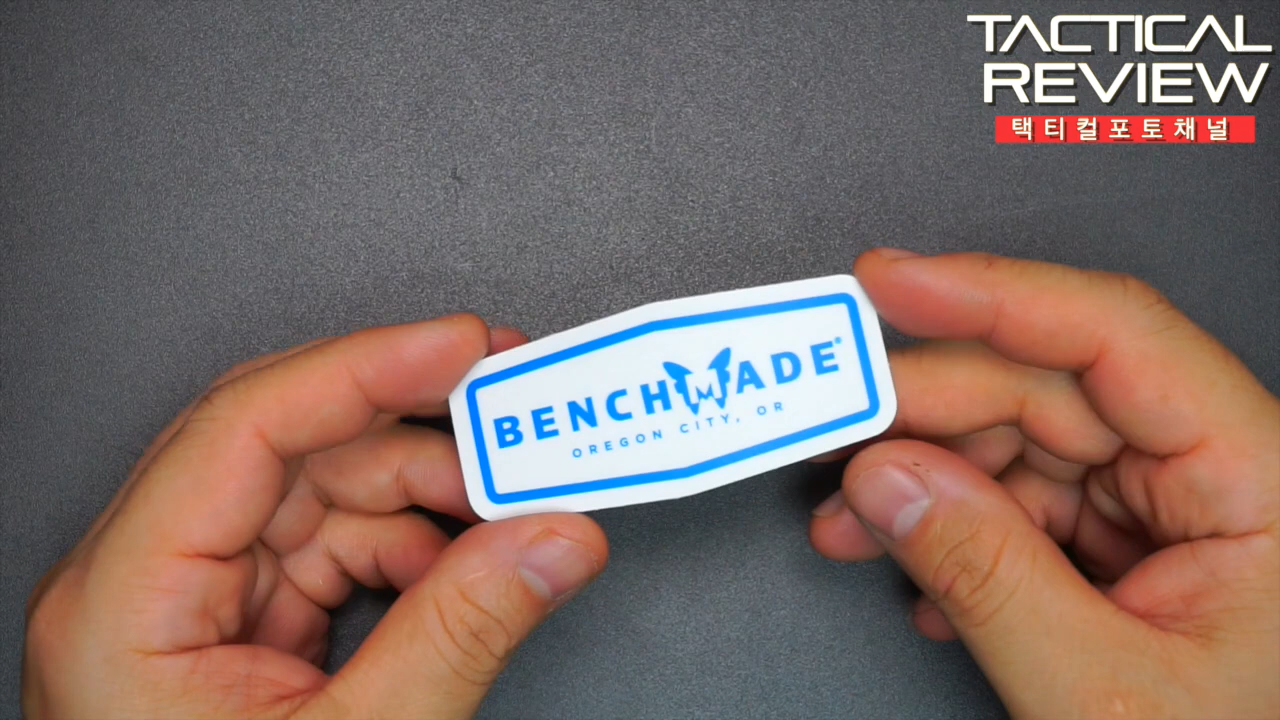 TACTICAL
REVIEW
택티컬포토채널
BENCHMADE®
OREGON CITY, OR